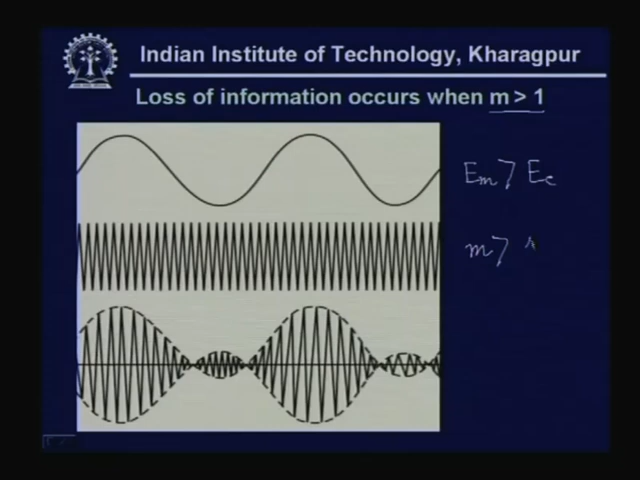 Indian Institute of Technology, Kharagpur
Loss of information occurs when m > 1
Em > Ec
m >